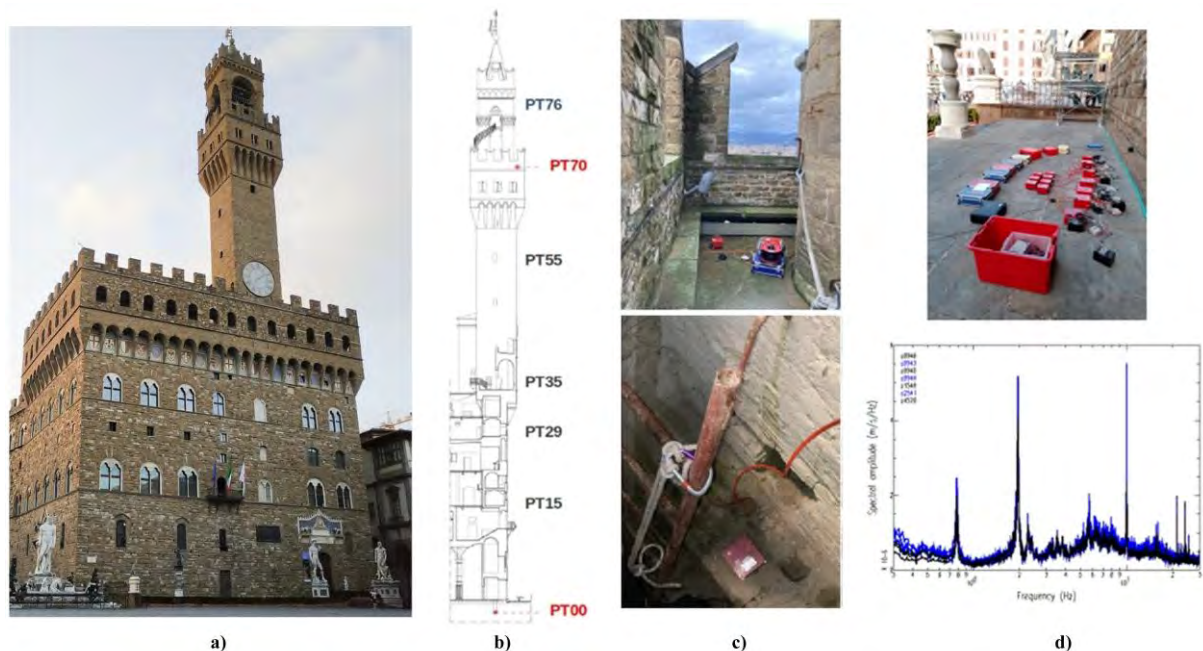 PT76
PT70
PT55
PT35
PT29
PT15
PT00
Spectral amplitude (m/s/Hz)
Frequency (Hz)
a)
b)
c)
d)